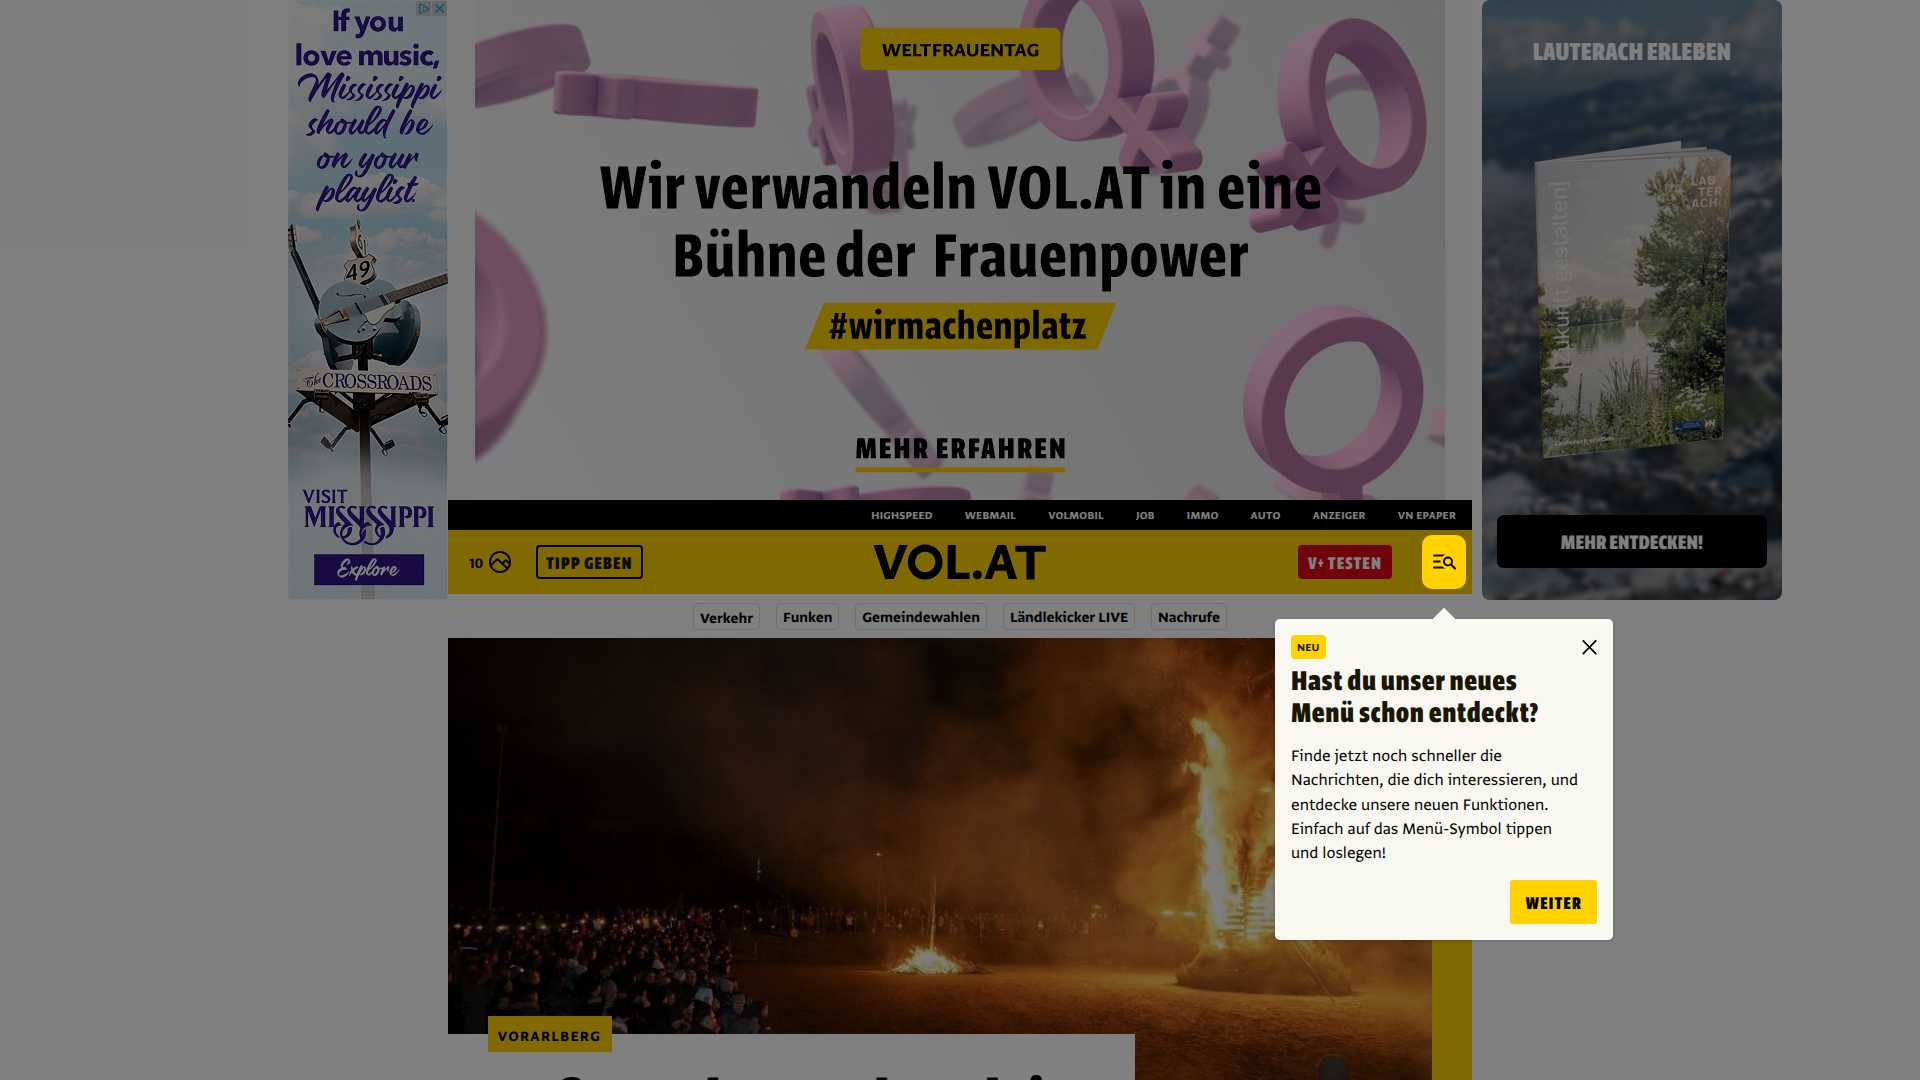 If you
love music,
Mississippi
should be
on your
playlist.
49
The CROSSROADS
VISIT
MISSISSIPPI
Explore
WELTFRAUENTAG
Wir verwandeln VOL.AT in eine
Bühne der Frauenpower
#wirmachenplatz
MEHR ERFAHREN
LAUTERACH ERLEBEN
LAU
TER
ACH
[zukunft gestalten]
MEHR ENTDECKEN!
HIGHSPEED WEBMAIL VOLMOBIL JOB IMMO AUTO ANZEIGER VN EPAPER
10 TIPP GEBEN VOL.AT V+ TESTEN
Verkehr Funken Gemeindewahlen Ländlekicker LIVE Nachrufe
NEU
Hast du unser neues
Menü schon entdeckt?
Finde jetzt noch schneller die
Nachrichten, die dich interessieren, und
entdecke unsere neuen Funktionen.
Einfach auf das Menü-Symbol tippen
und loslegen!
WEITER
VORARLBERG